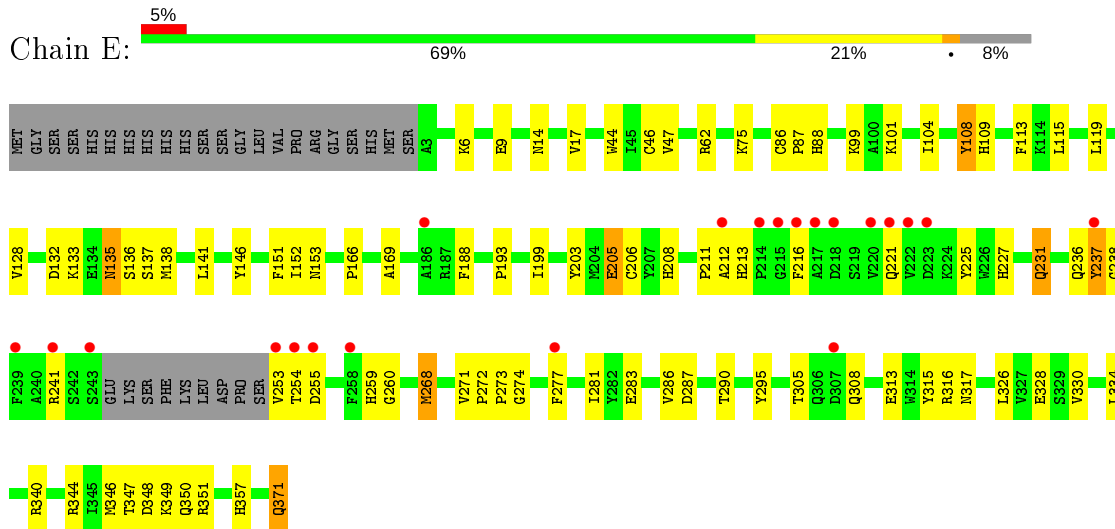 5%
Chain E:
69% 21% • 8%
MET GLY SER SER HIS HIS HIS HIS HIS HIS SER SER GLY LEU VAL PRO ARG GLY SER HIS MET SER A3 K6 E9 N14 V17 W44 I45 C46 V47 R62 K75 C86 P87 H88 K99 A100 K101 I104 Y108 H109 F113 K114 L115 L119
V128 D132 K133 E134 N135 S136 S137 M138 L141 Y146 F151 I152 N153 P166 A169 A186 R187 F188 P193 I199 Y203 M204 E205 C206 Y207 H208 P211 A212 H213 P214 G215 F216 A217 D218 S219 V220 Q221 V222 D223 K224 Y225 W226 H227 Q231 Q236 Y237
F239 A240 R241 S242 S243 GLU LYS SER PHE LYS LEU ASP PRO SER V253 T254 D255 F258 H259 G260 M268 V271 P272 P273 G274 F277 I281 Y282 E283 V286 D287 T290 Y295 T305 Q306 D307 Q308 E313 W314 Y315 R316 N317 L326 V327 E328 S329 V330
R340 R344 I345 M346 T347 D348 K349 Q350 R351 H357 Q371